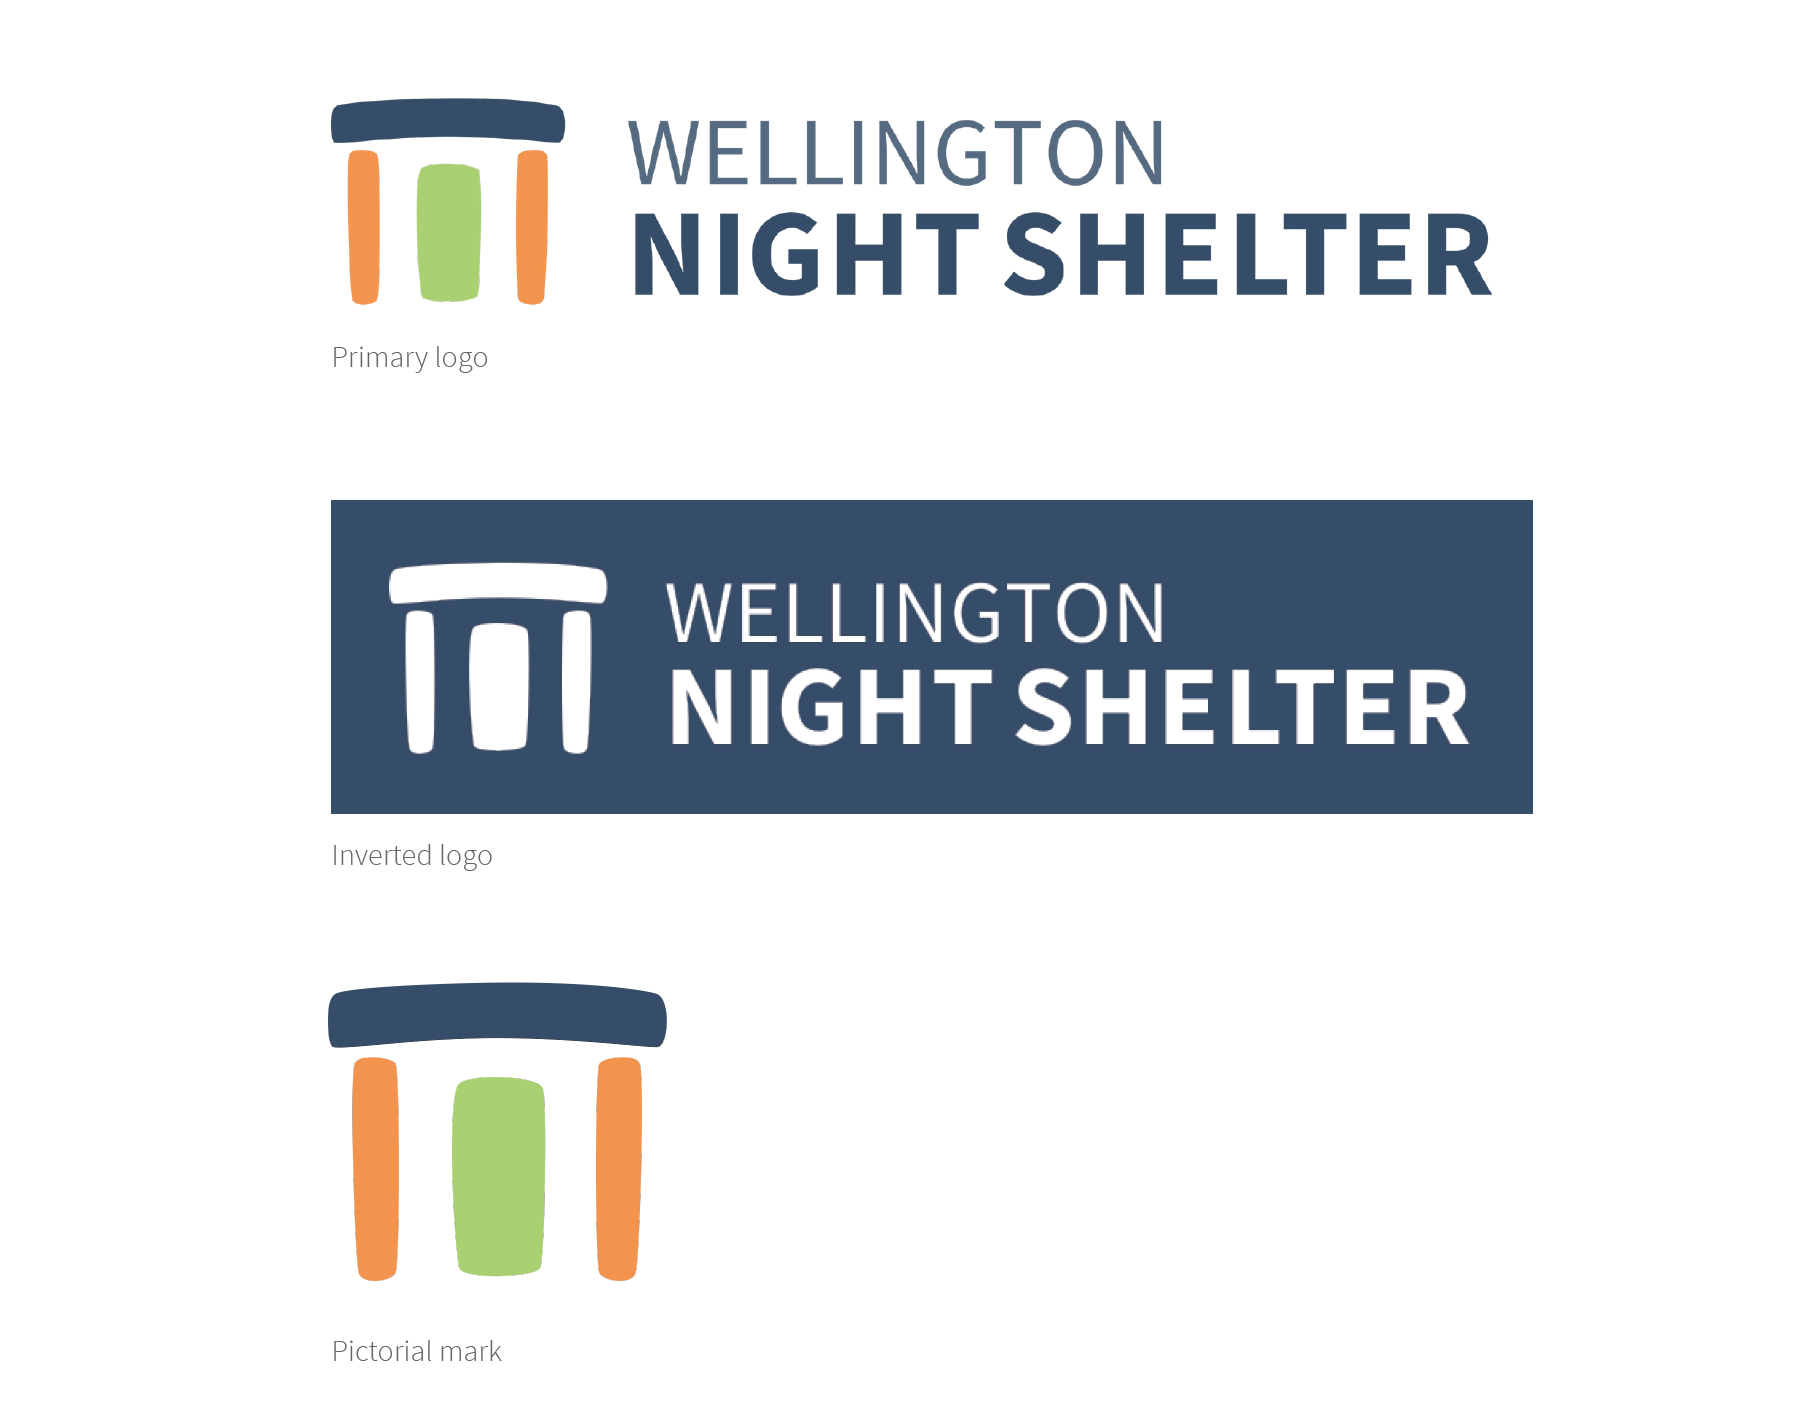 WELLINGTON
NIGHT SHELTER
Primary logo
WELLINGTON
NIGHT SHELTER
Inverted logo
Pictorial mark